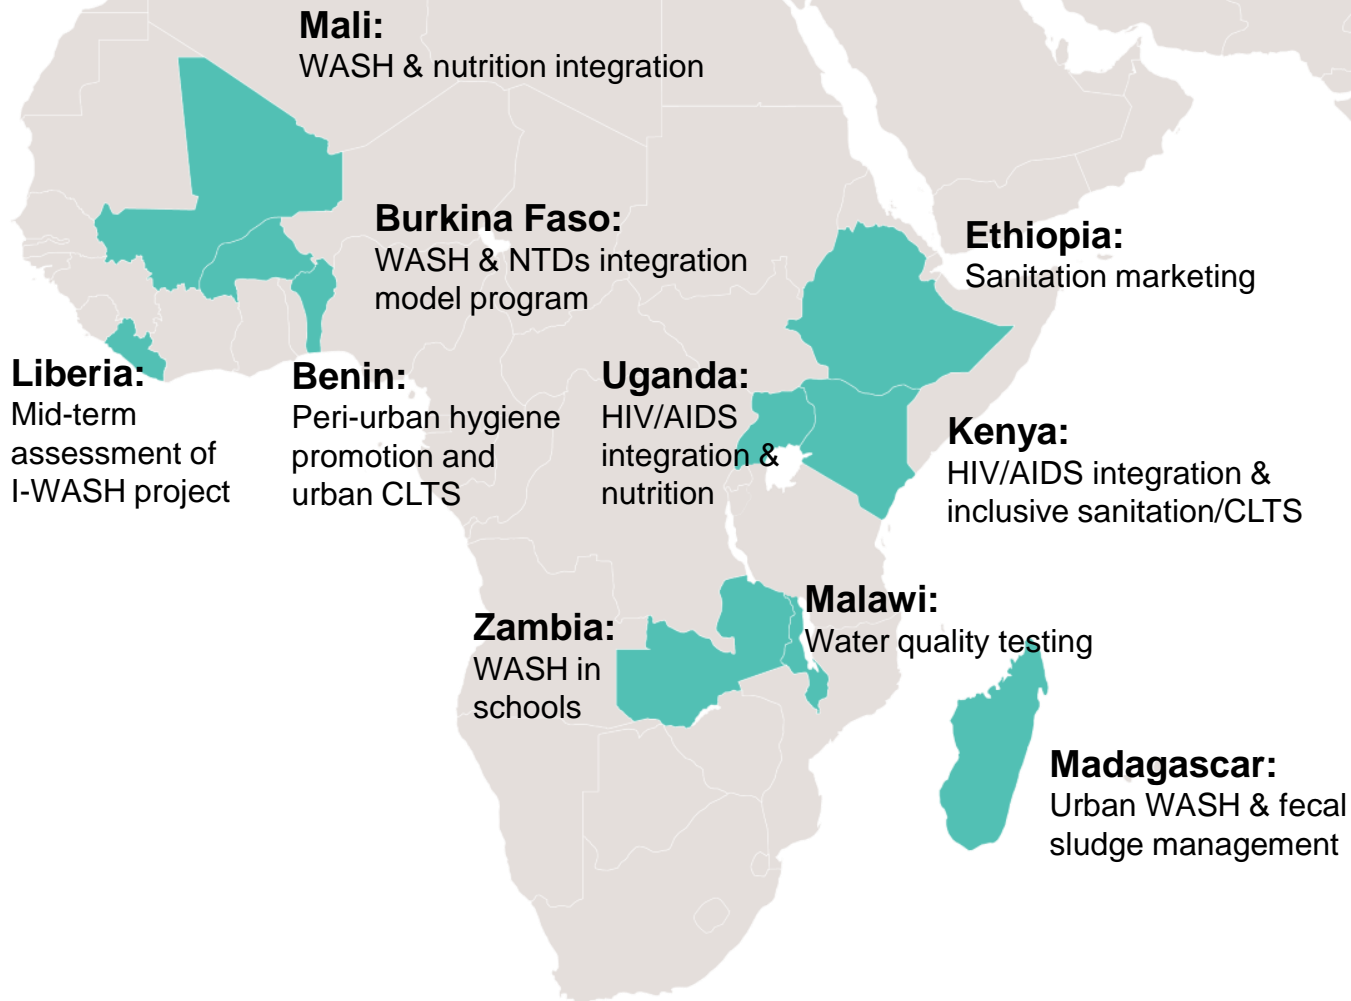 Mali:
WASH & nutrition integration
Burkina Faso:
WASH & NTDs integration
model program
Ethiopia:
Sanitation marketing
Liberia:
Mid-term
assessment of
I-WASH project
Benin:
Peri-urban hygiene
promotion and
urban CLTS
Uganda:
HIV/AIDS
integration &
nutrition
Kenya:
HIV/AIDS integration &
inclusive sanitation/CLTS
Zambia:
WASH in
schools
Malawi:
Water quality testing
Madagascar:
Urban WASH & fecal
sludge management